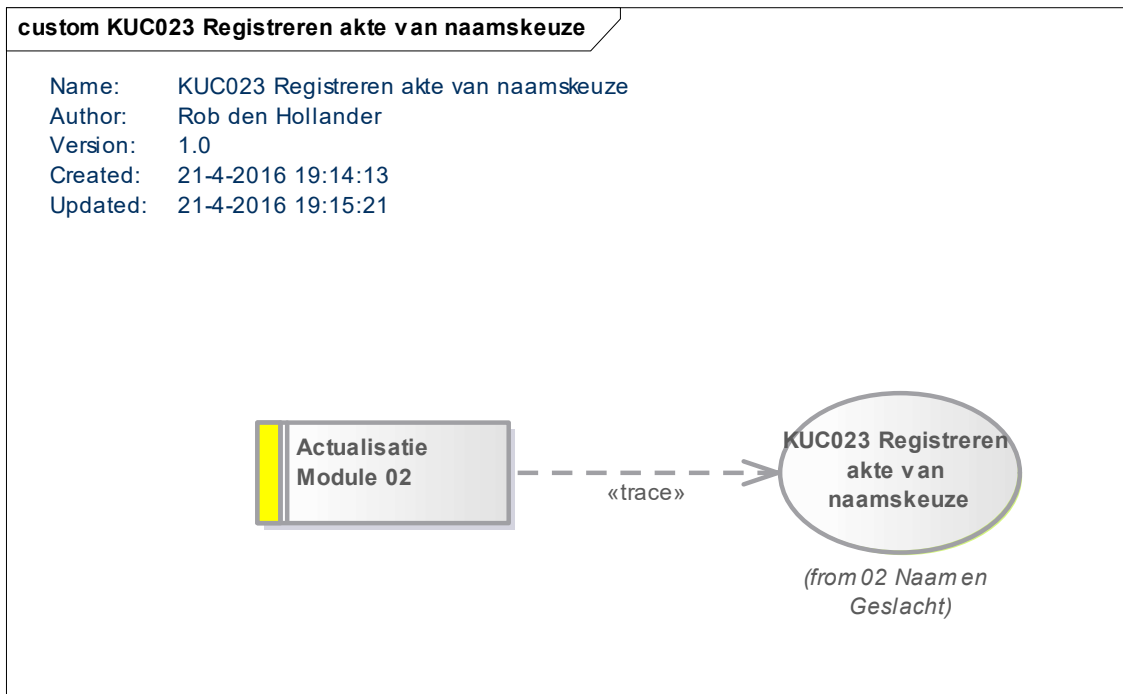 custom KUC023 Registreren akte van naamskeuze
Name: KUC023 Registreren akte van naamskeuze
Author: Rob den Hollander
Version: 1.0
Created: 21-4-2016 19:14:13
Updated: 21-4-2016 19:15:21
Actualisatie
Module 02
«trace»
KUC023 Registreren
akte van
naamskeuze
(from 02 Naam en
Geslacht)